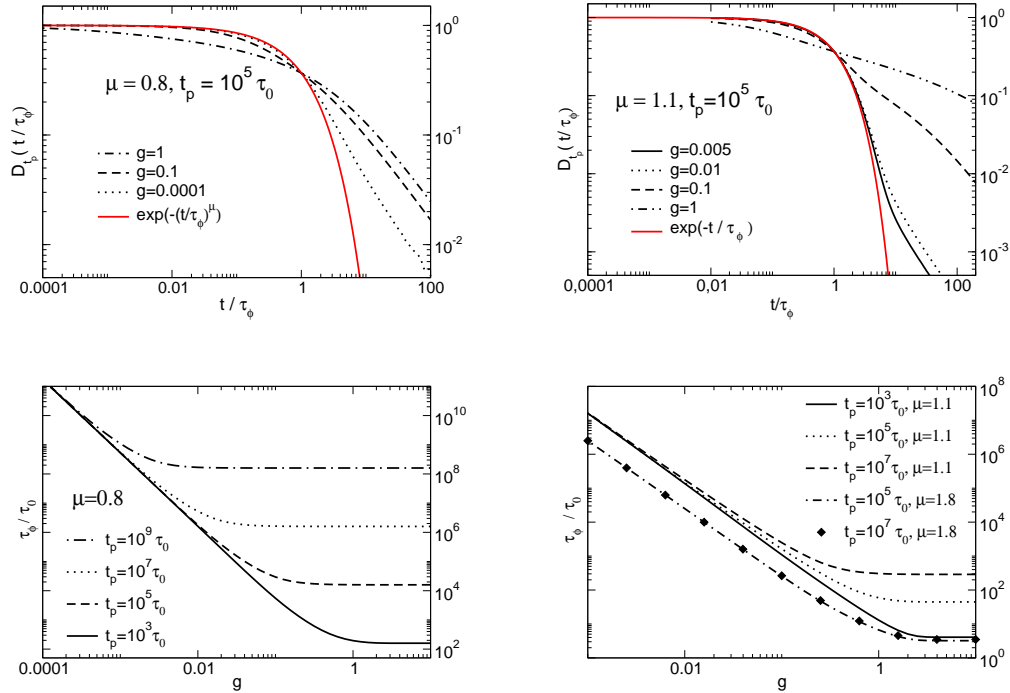 10^0
10^-1
10^-2
D_{t_p}(t/τ_ϕ)
μ = 0.8, t_p = 10^5 τ_0
g=1
g=0.1
g=0.0001
exp(-(t/τ_ϕ)^μ)
0.0001 0.01 1 100
t / τ_ϕ
10^0
10^-1
10^-2
10^-3
D_{t_p}(t/τ_ϕ)
μ = 1.1, t_p=10^5 τ_0
g=0.005
g=0.01
g=0.1
g=1
exp(-t / τ_ϕ)
0,0001 0,01 1 100
t/τ_ϕ
10^10
10^8
10^6
10^4
10^2
τ_ϕ / τ_0
μ=0.8
t_p=10^9 τ_0
t_p=10^7 τ_0
t_p=10^5 τ_0
t_p=10^3 τ_0
0.0001 0.01 1
g
10^8
10^6
10^4
10^2
10^0
τ_ϕ / τ_0
t_p=10^3 τ_0, μ=1.1
t_p=10^5 τ_0, μ=1.1
t_p=10^7 τ_0, μ=1.1
t_p=10^5 τ_0, μ=1.8
t_p=10^7 τ_0, μ=1.8
0.01 1
g